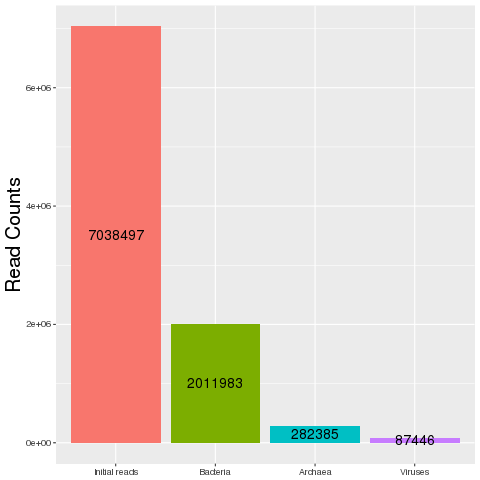 Read Counts
6e+06
4e+06
2e+06
0e+00
7038497
2011983
282385
87446
Initial reads
Bacteria
Archaea
Viruses